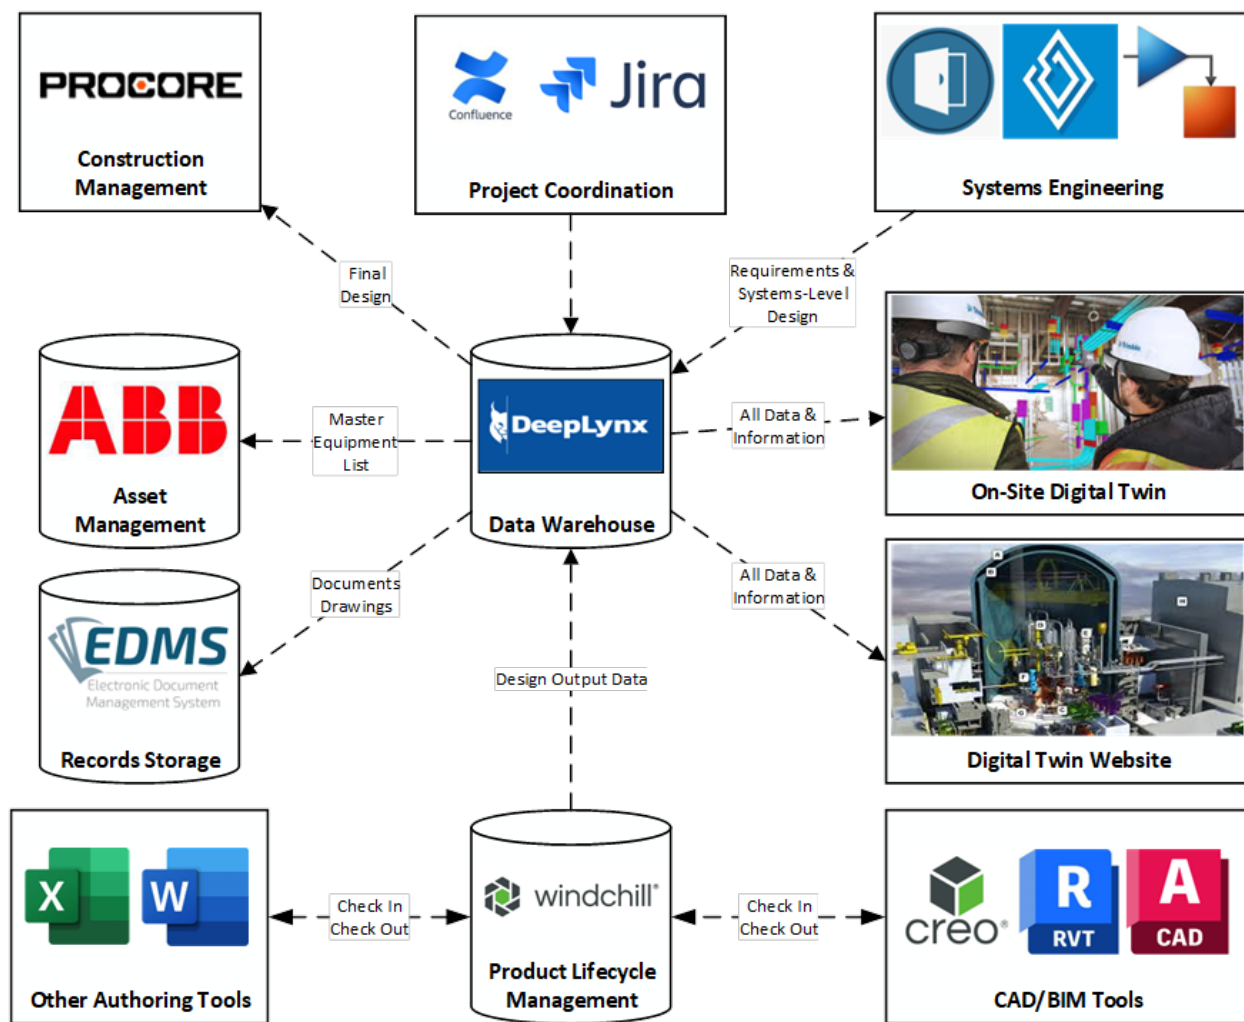 PROCORE
Construction
Management
Confluence
Jira
Project Coordination
Systems Engineering
Final
Design
Requirements &
Systems-Level
Design
ABB
Asset
Management
Master
Equipment
List
DeepLynx
Data Warehouse
All Data &
Information
On-Site Digital Twin
Documents
Drawings
All Data &
Information
EDMS
Electronic Document
Management System
Records Storage
Design Output Data
A
B
H
D
E
F
G
C
Digital Twin Website
X
W
Other Authoring Tools
Check In
Check Out
windchill®
Product Lifecycle
Management
Check In
Check Out
creo®
R
RVT
A
CAD
CAD/BIM Tools